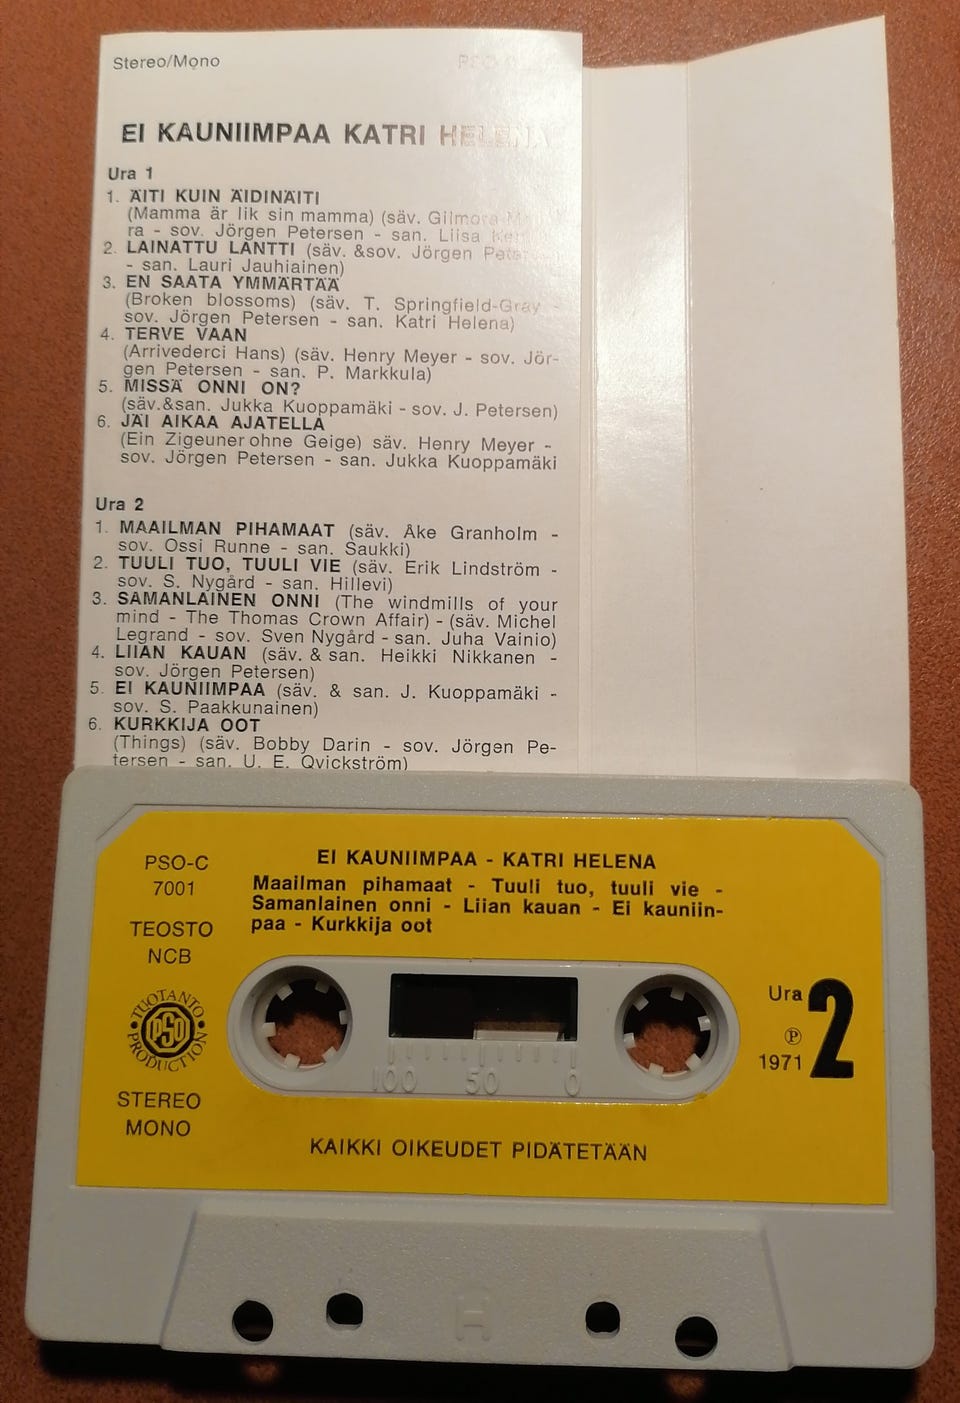 Stereo/Mono
EI KAUNIIMPAA KATRI HELENA
Ura 1
1. ÄITI KUIN ÄIDINÄITI
(Mamma är lik sin mamma) (säv.
ra - sov. Jörgen Petersen - san. Liisa
2. LAINATTU LANTTI (säv. &sov. Jörgen
- san. Lauri Jauhiainen)
3. EN SAATA YMMÄRTÄÄ
(Broken blossoms) (säv. T. Springfield-Gray -
sov. Jörgen Petersen - san. Katri Helena)
4. TERVE VAAN
(Arrivederci Hans) (säv. Henry Meyer - sov. Jör-
gen Petersen - san. P. Markkula)
5. MISSÄ ONNI ON?
(säv.&san. Jukka Kuoppamäki - sov. J. Petersen)
6. JÄI AIKAA AJATELLA
(Ein Zigeuner ohne Geige) säv. Henry Meyer -
sov. Jörgen Petersen - san. Jukka Kuoppamäki
Ura 2
1. MAAILMAN PIHAMAAT (säv. Åke Granholm -
sov. Ossi Runne - san. Saukki)
2. TUULI TUO, TUULI VIE (säv. Erik Lindström -
sov. S. Nygård - san. Hillevi)
3. SAMANLAINEN ONNI (The windmills of your
mind - The Thomas Crown Affair) - (säv. Michel
Legrand - sov. Sven Nygård - san. Juha Vainio)
4. LIIAN KAUAN (säv. & san. Heikki Nikkanen -
sov. Jörgen Petersen)
5. EI KAUNIIMPAA (säv. & san. J. Kuoppamäki -
sov. S. Paakkunainen)
6. KURKKIJA OOT
(Things) (säv. Bobby Darin - sov. Jörgen Pe-
tersen - san. U. E. Qvickström)
PSO-C
7001
TEOSTO
NCB
TUOTANTO
PSO
PRODUCTION
STEREO
MONO
EI KAUNIIMPAA - KATRI HELENA
Maailman pihamaat - Tuuli tuo, tuuli vie -
Samanlainen onni - Liian kauan - Ei kauniin-
paa - Kurkkija oot
100 50 0
Ura 2
℗
1971
KAIKKI OIKEUDET PIDÄTETÄÄN
H